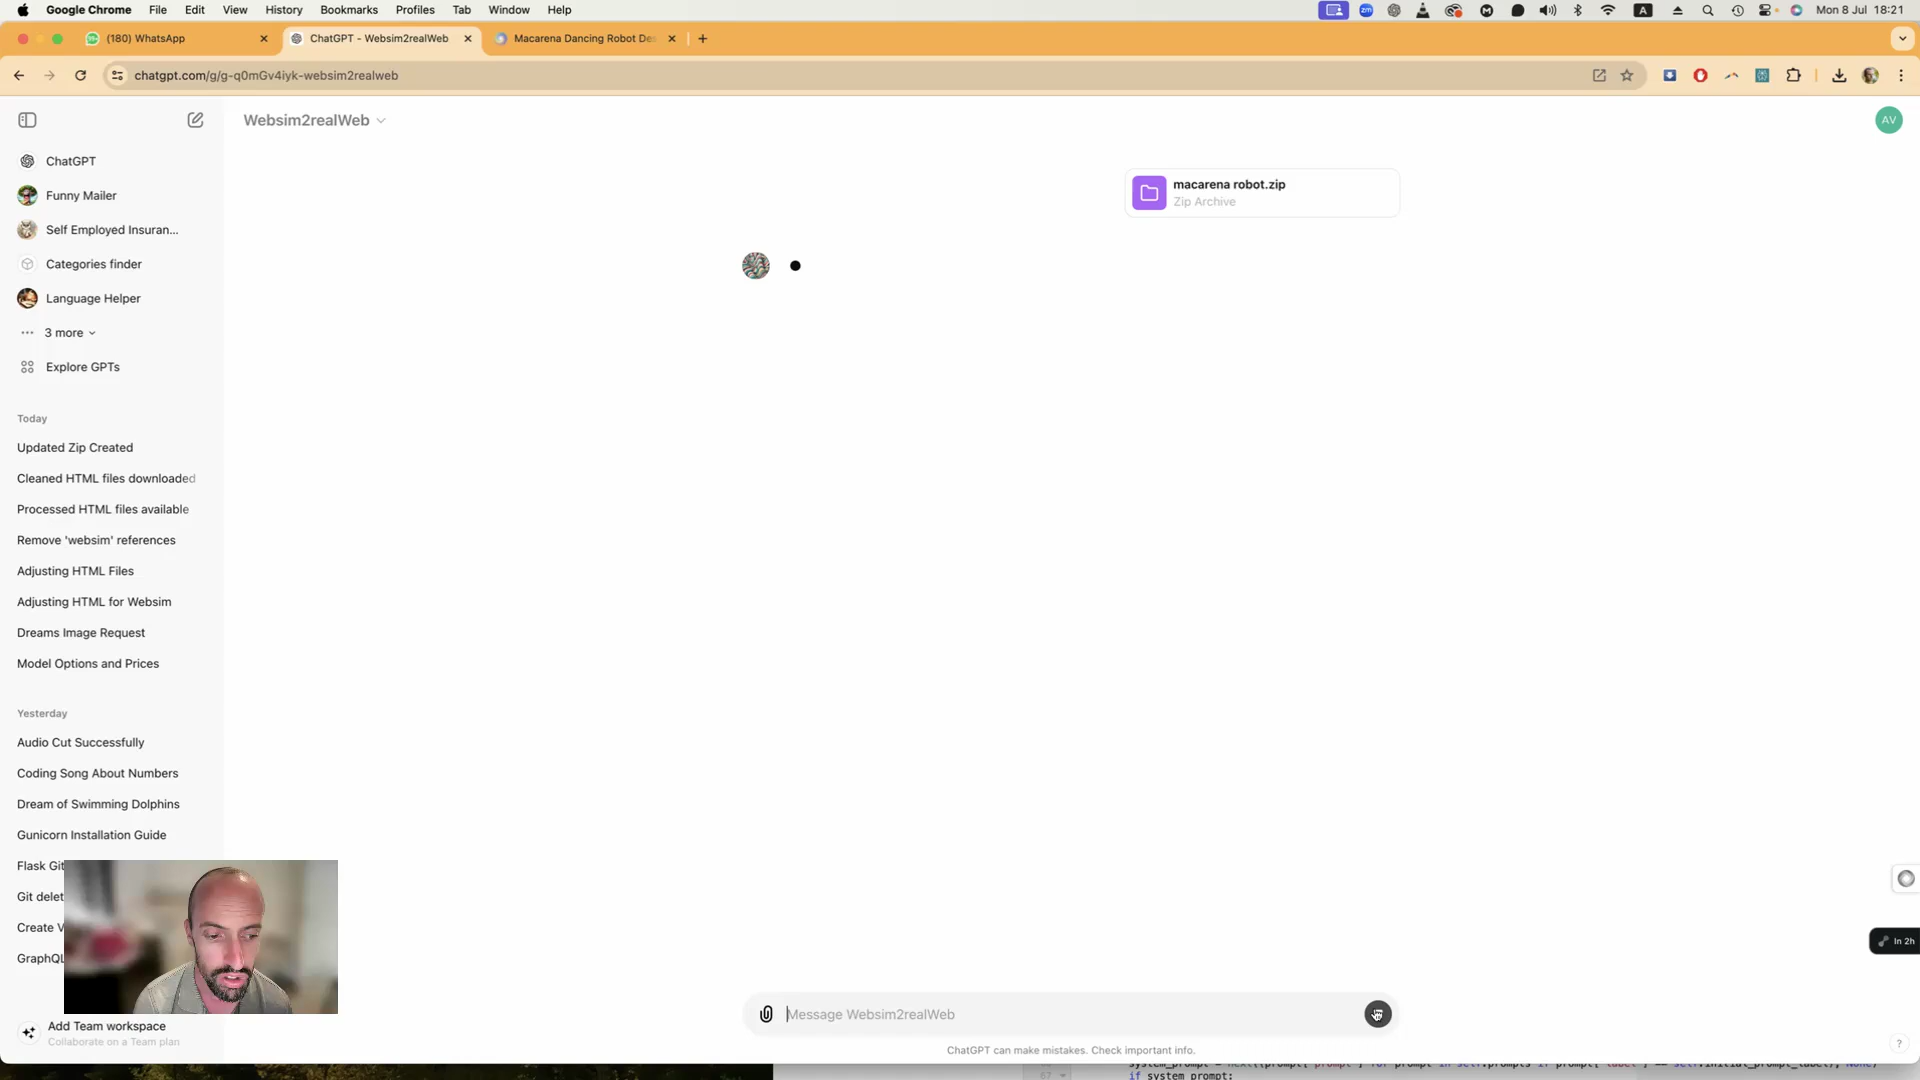 Google Chrome File Edit View History Bookmarks Profiles Tab Window Help
zm A Mon 8 Jul 18:21
(180) WhatsApp
ChatGPT - Websim2realWeb
Macarena Dancing Robot De
chatgpt.com/g/g-q0mGv4iyk-websim2realweb
Websim2realWeb
AV
ChatGPT
Funny Mailer
Self Employed Insuran...
Categories finder
Language Helper
3 more
Explore GPTs
macarena robot.zip
Zip Archive
Today
Updated Zip Created
Cleaned HTML files downloaded
Processed HTML files available
Remove 'websim' references
Adjusting HTML Files
Adjusting HTML for Websim
Dreams Image Request
Model Options and Prices
Yesterday
Audio Cut Successfully
Coding Song About Numbers
Dream of Swimming Dolphins
Gunicorn Installation Guide
Flask Git
Git delet
Create V
GraphQL
In 2h
Message Websim2realWeb
Add Team workspace
Collaborate on a Team plan
ChatGPT can make mistakes. Check important info.
?
67
if system_prompt: